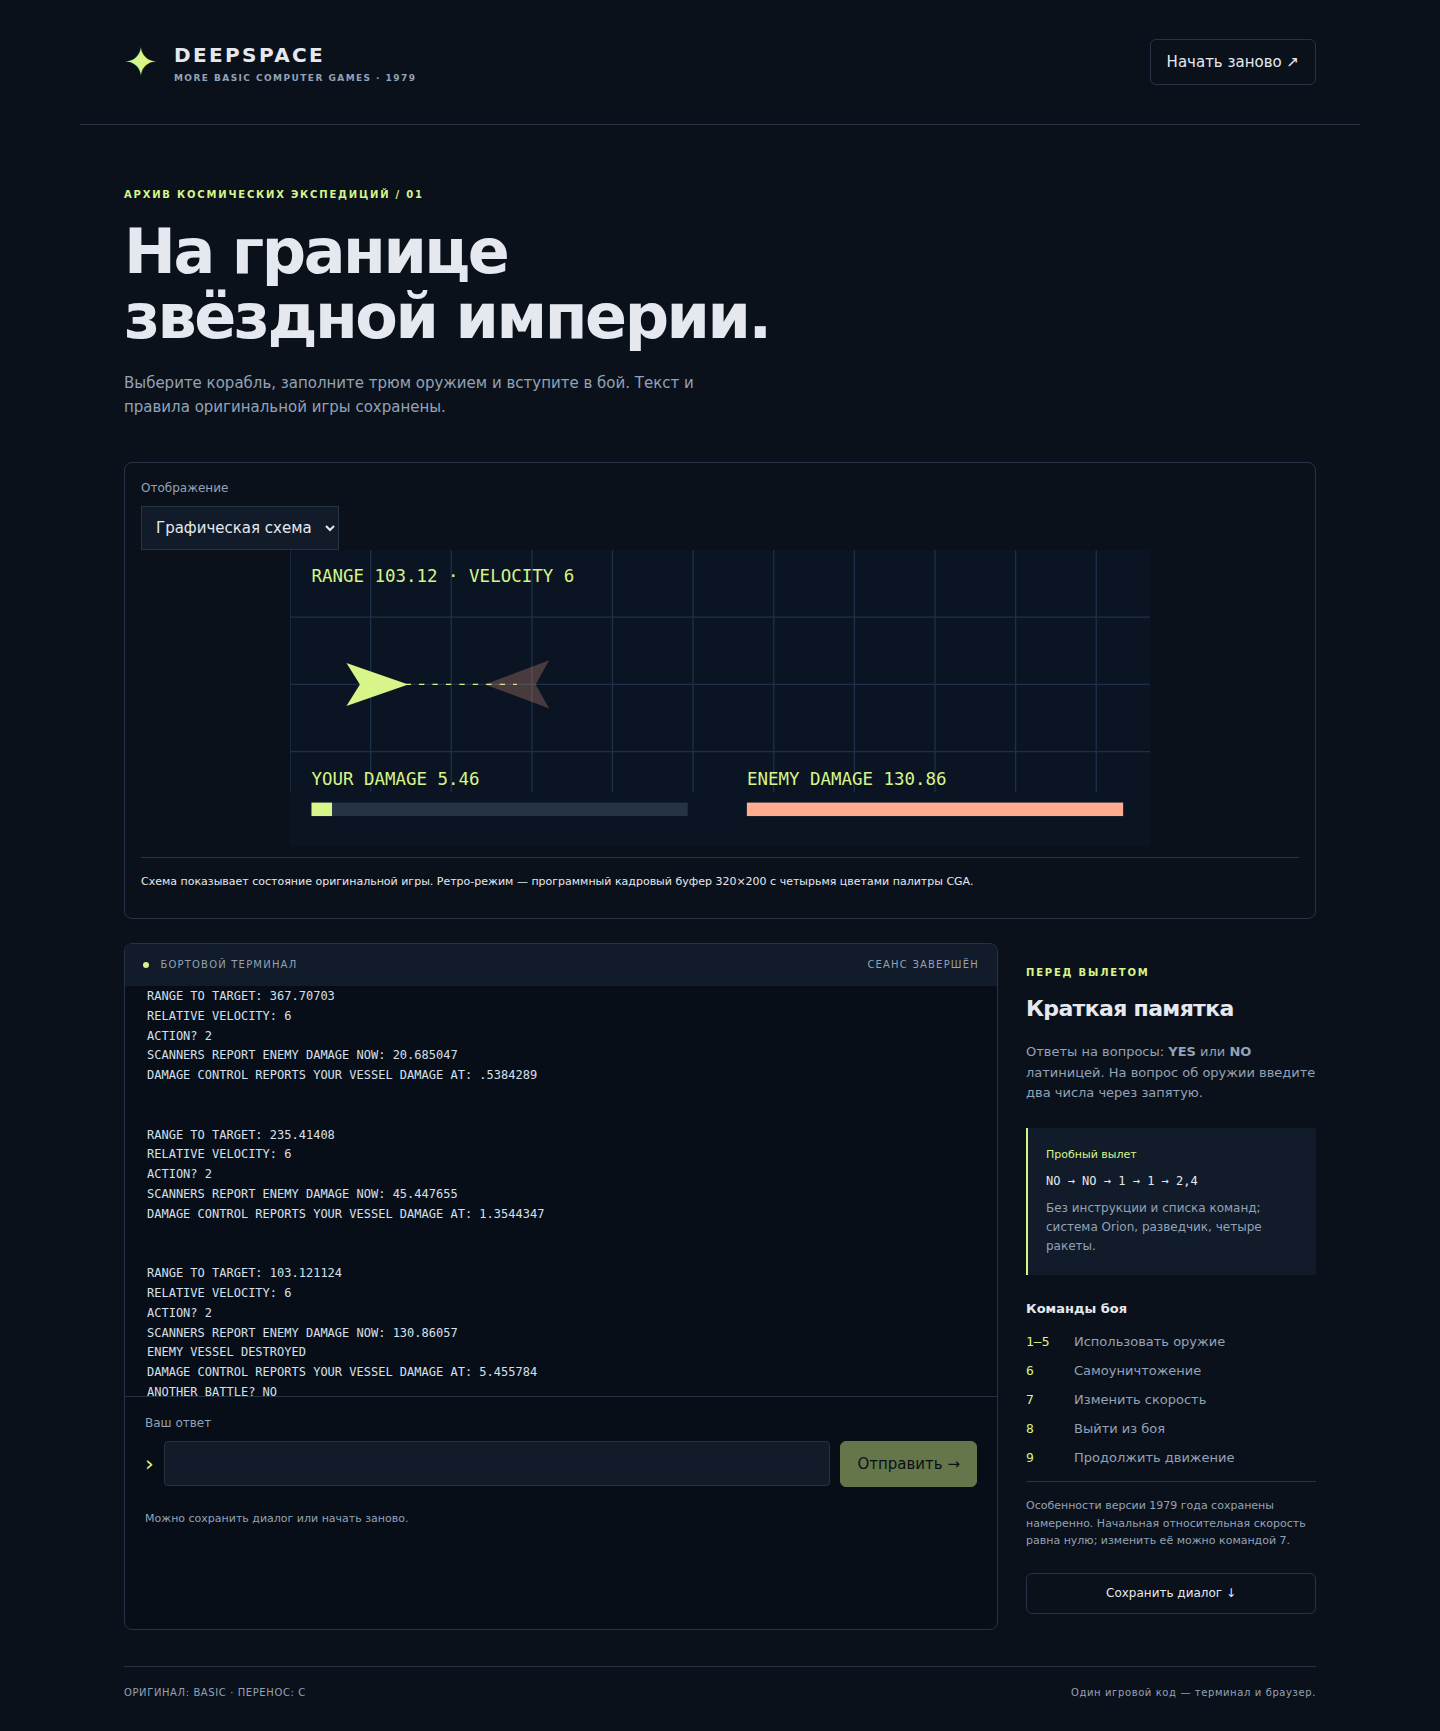 DEEPSPACE
MORE BASIC COMPUTER GAMES · 1979
Начать заново ↗
АРХИВ КОСМИЧЕСКИХ ЭКСПЕДИЦИЙ / 01
На границе
звёздной империи.
Выберите корабль, заполните трюм оружием и вступите в бой. Текст и
правила оригинальной игры сохранены.
Отображение
Графическая схема
RANGE 103.12 · VELOCITY 6
YOUR DAMAGE 5.46
ENEMY DAMAGE 130.86
Схема показывает состояние оригинальной игры. Ретро-режим — программный кадровый буфер 320×200 с четырьмя цветами палитры CGA.
БОРТОВОЙ ТЕРМИНАЛ
СЕАНС ЗАВЕРШЁН
RANGE TO TARGET: 367.70703
RELATIVE VELOCITY: 6
ACTION? 2
SCANNERS REPORT ENEMY DAMAGE NOW: 20.685047
DAMAGE CONTROL REPORTS YOUR VESSEL DAMAGE AT: .5384289
RANGE TO TARGET: 235.41408
RELATIVE VELOCITY: 6
ACTION? 2
SCANNERS REPORT ENEMY DAMAGE NOW: 45.447655
DAMAGE CONTROL REPORTS YOUR VESSEL DAMAGE AT: 1.3544347
RANGE TO TARGET: 103.121124
RELATIVE VELOCITY: 6
ACTION? 2
SCANNERS REPORT ENEMY DAMAGE NOW: 130.86057
ENEMY VESSEL DESTROYED
DAMAGE CONTROL REPORTS YOUR VESSEL DAMAGE AT: 5.455784
ANOTHER BATTLE? NO
Ваш ответ
›
Отправить →
Можно сохранить диалог или начать заново.
ПЕРЕД ВЫЛЕТОМ
Краткая памятка
Ответы на вопросы: YES или NO
латиницей. На вопрос об оружии введите
два числа через запятую.
Пробный вылет
NO → NO → 1 → 1 → 2,4
Без инструкции и списка команд;
система Orion, разведчик, четыре
ракеты.
Команды боя
1–5 Использовать оружие
6 Самоуничтожение
7 Изменить скорость
8 Выйти из боя
9 Продолжить движение
Особенности версии 1979 года сохранены
намеренно. Начальная относительная скорость
равна нулю; изменить её можно командой 7.
Сохранить диалог ↓
ОРИГИНАЛ: BASIC · ПЕРЕНОС: C
Один игровой код — терминал и браузер.